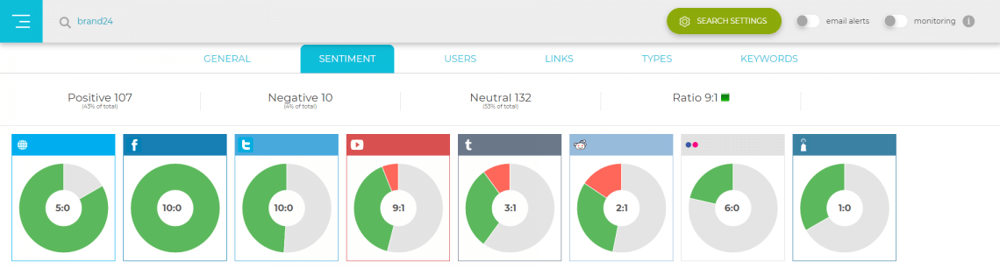 brand24
SEARCH SETTINGS
email alerts
monitoring
i
GENERAL
SENTIMENT
USERS
LINKS
TYPES
KEYWORDS
Positive 107
(43% of total)
Negative 10
(4% of total)
Neutral 132
(53% of total)
Ratio 9:1
f
t
t
5:0
10:0
10:0
9:1
3:1
2:1
6:0
1:0